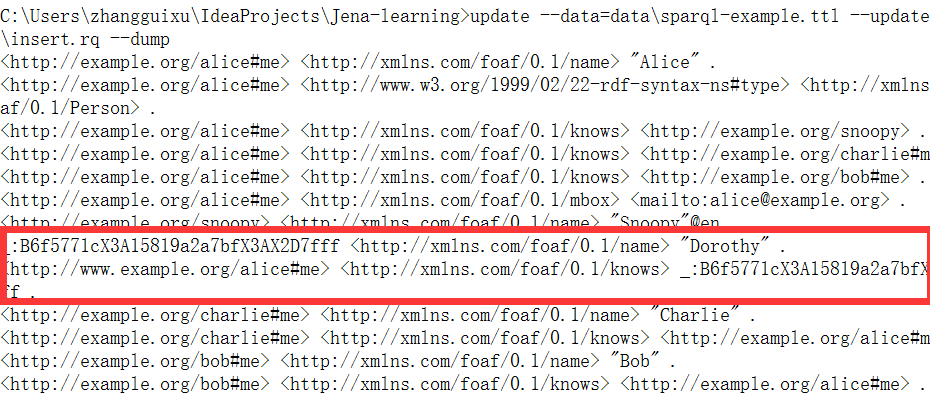 C:\Users\zhangguixu\IdeaProjects\Jena-learning>update --data=data\sparql-example.ttl --update
\insert.rq --dump
<http://example.org/alice#me> <http://xmlns.com/foaf/0.1/name> "Alice" .
<http://example.org/alice#me> <http://www.w3.org/1999/02/22-rdf-syntax-ns#type> <http://xmlns
af/0.1/Person> .
<http://example.org/alice#me> <http://xmlns.com/foaf/0.1/knows> <http://example.org/snoopy> .
<http://example.org/alice#me> <http://xmlns.com/foaf/0.1/knows> <http://example.org/charlie#m
<http://example.org/alice#me> <http://xmlns.com/foaf/0.1/knows> <http://example.org/bob#me> .
<http://example.org/alice#me> <http://xmlns.com/foaf/0.1/mbox> <mailto:alice@example.org> .
<http://example.org/snoopy> <http://xmlns.com/foaf/0.1/name> "Snoopy"@en
_:B6f5771cX3A15819a2a7bfX3AX2D7fff <http://xmlns.com/foaf/0.1/name> "Dorothy" .
<http://www.example.org/alice#me> <http://xmlns.com/foaf/0.1/knows> _:B6f5771cX3A15819a2a7bfX
ff .
<http://example.org/charlie#me> <http://xmlns.com/foaf/0.1/name> "Charlie" .
<http://example.org/charlie#me> <http://xmlns.com/foaf/0.1/knows> <http://example.org/alice#m
<http://example.org/bob#me> <http://xmlns.com/foaf/0.1/name> "Bob" .
<http://example.org/bob#me> <http://xmlns.com/foaf/0.1/knows> <http://example.org/alice#me> .